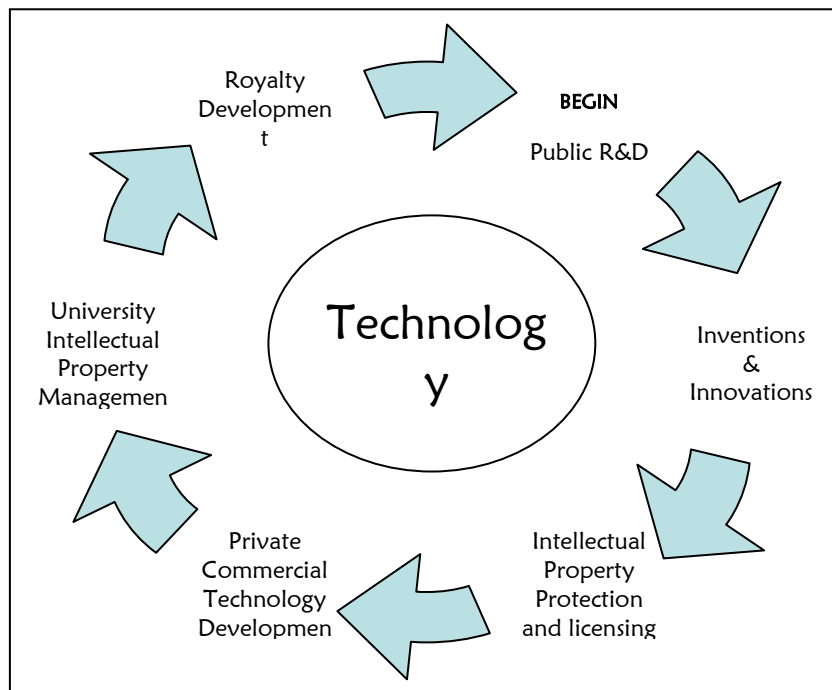 BEGIN
Public R&D
Inventions
&
Innovations
Intellectual
Property
Protection
and licensing
Private
Commercial
Technology
Developmen
University
Intellectual
Property
Managemen
Royalty
Developmen
t
Technolog
y